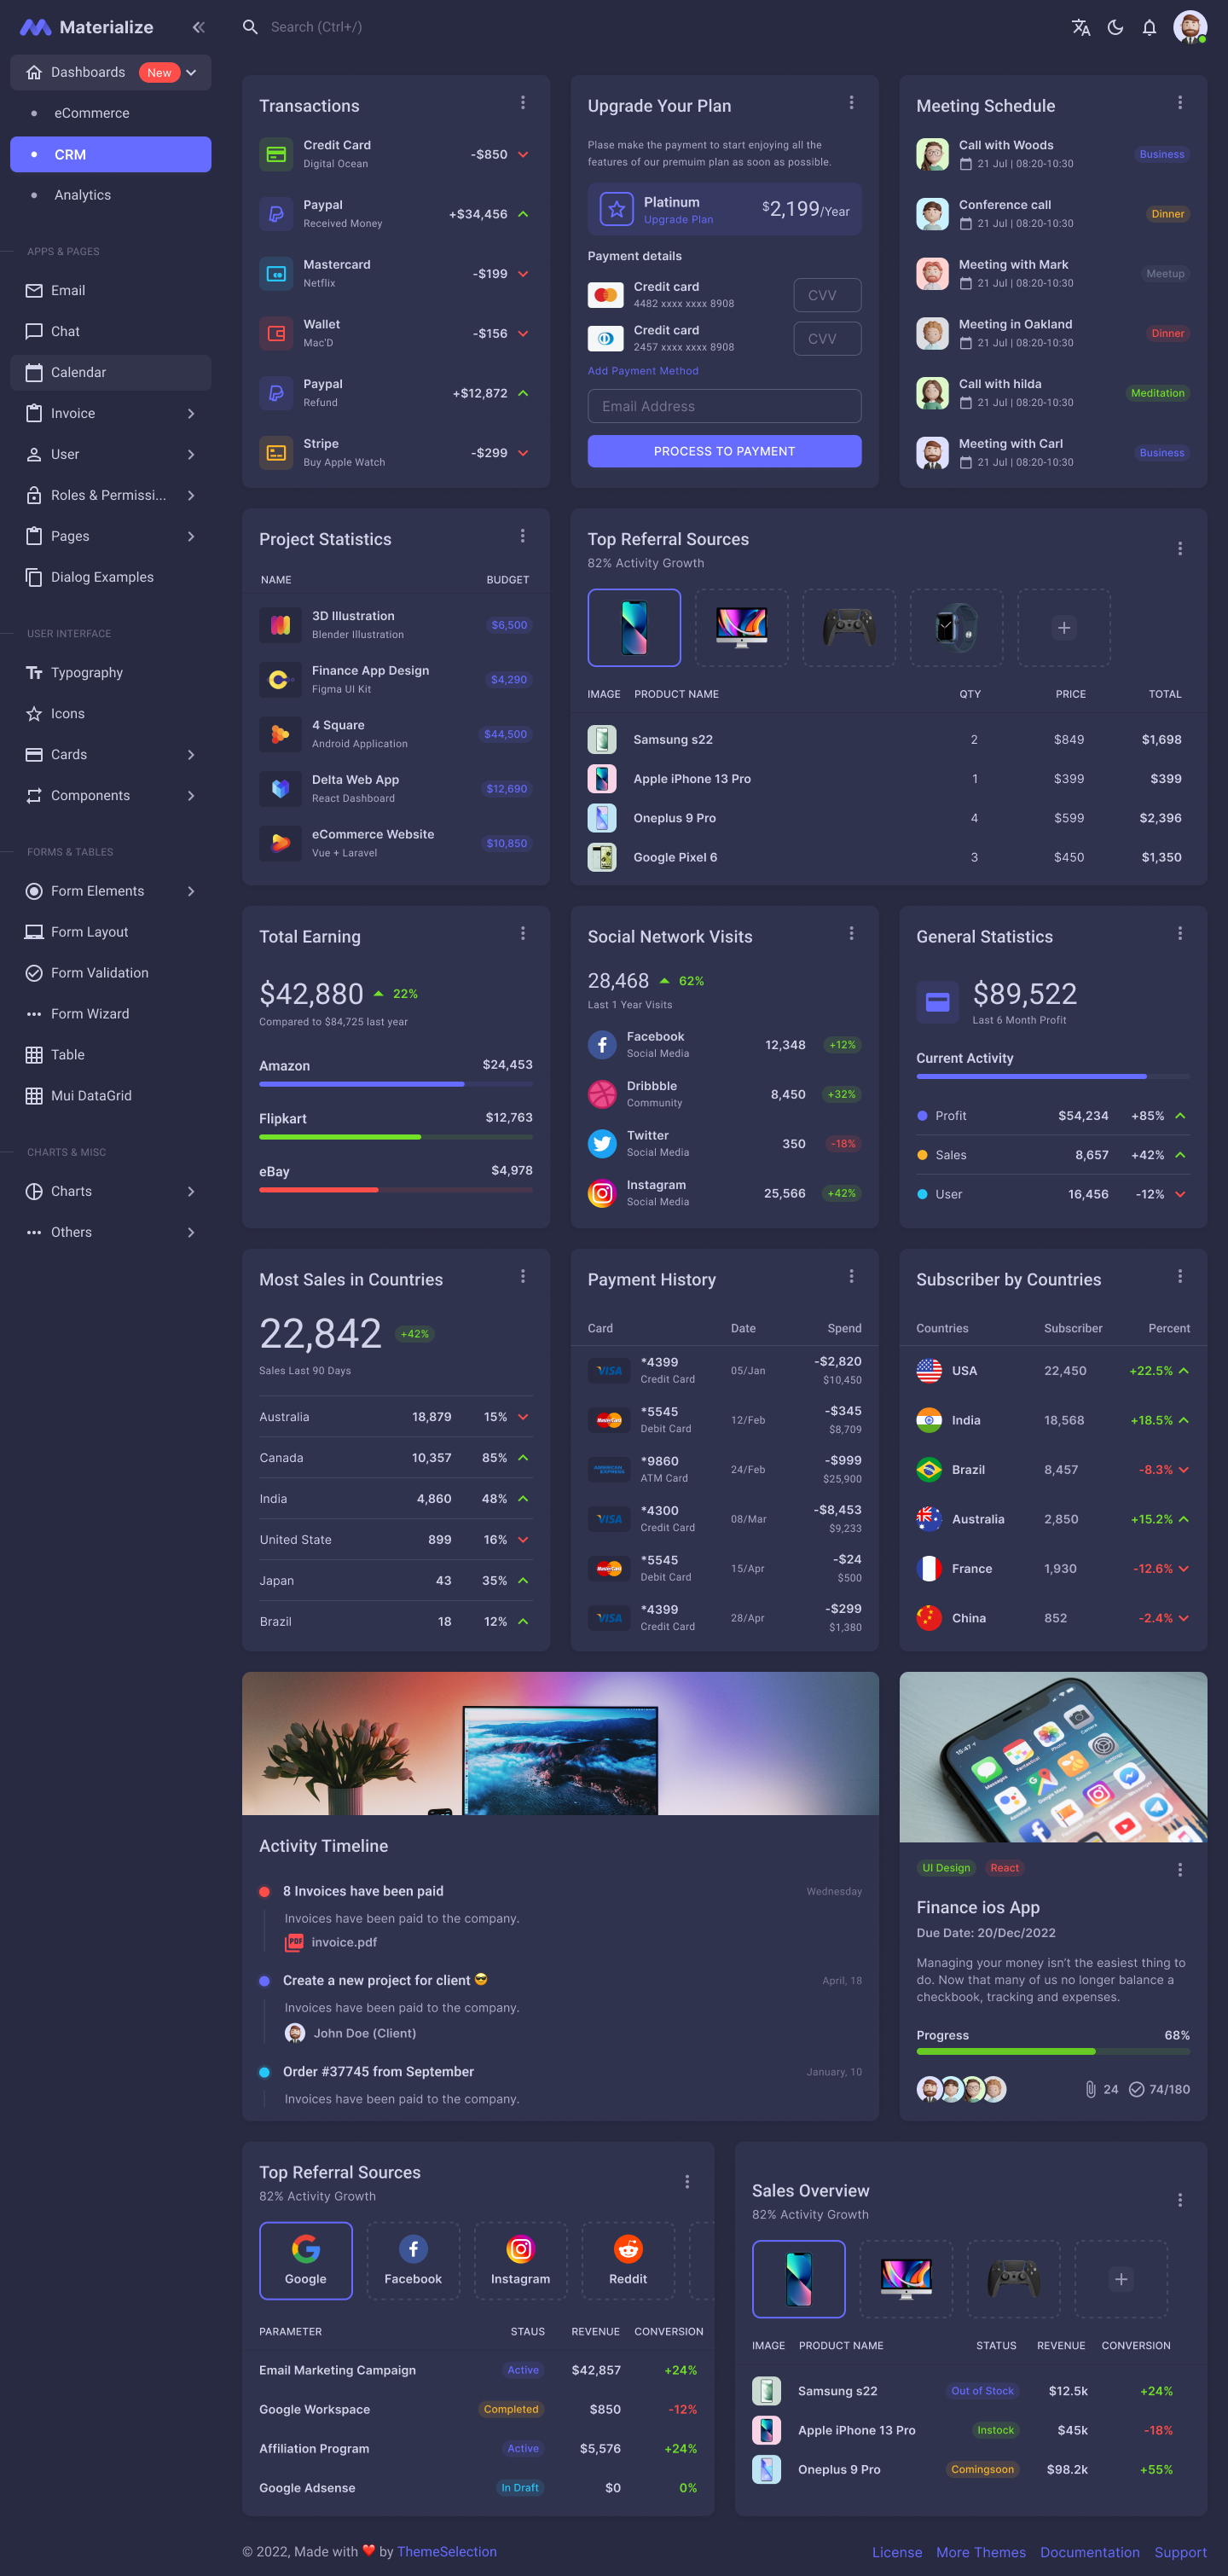 Materialize
Search (Ctrl+/)
Dashboards
New
eCommerce
CRM
Analytics
APPS & PAGES
Email
Chat
Calendar
Invoice
User
Roles & Permissi...
Pages
Dialog Examples
USER INTERFACE
Typography
Icons
Cards
Components
FORMS & TABLES
Form Elements
Form Layout
Form Validation
Form Wizard
Table
Mui DataGrid
CHARTS & MISC
Charts
Others
Transactions
Credit Card
Digital Ocean
-$850
Paypal
Received Money
+$34,456
Mastercard
Netflix
-$199
Wallet
Mac'D
-$156
Paypal
Refund
+$12,872
Stripe
Buy Apple Watch
-$299
Upgrade Your Plan
Plase make the payment to start enjoying all the
features of our premuim plan as soon as possible.
Platinum
Upgrade Plan
$2,199/Year
Payment details
Credit card
4482 xxxx xxxx 8908
CVV
Credit card
2457 xxxx xxxx 8908
CVV
Add Payment Method
Email Address
PROCESS TO PAYMENT
Meeting Schedule
Call with Woods
21 Jul | 08:20-10:30
Business
Conference call
21 Jul | 08:20-10:30
Dinner
Meeting with Mark
21 Jul | 08:20-10:30
Meetup
Meeting in Oakland
21 Jul | 08:20-10:30
Dinner
Call with hilda
21 Jul | 08:20-10:30
Meditation
Meeting with Carl
21 Jul | 08:20-10:30
Business
Project Statistics
NAME BUDGET
3D Illustration
Blender Illustration
$6,500
Finance App Design
Figma UI Kit
$4,290
4 Square
Android Application
$44,500
Delta Web App
React Dashboard
$12,690
eCommerce Website
Vue + Laravel
$10,850
Top Referral Sources
82% Activity Growth
IMAGE PRODUCT NAME QTY PRICE TOTAL
Samsung s22 2 $849 $1,698
Apple iPhone 13 Pro 1 $399 $399
Oneplus 9 Pro 4 $599 $2,396
Google Pixel 6 3 $450 $1,350
Total Earning
$42,880 22%
Compared to $84,725 last year
Amazon $24,453
Flipkart $12,763
eBay $4,978
Social Network Visits
28,468 62%
Last 1 Year Visits
Facebook
Social Media
12,348 +12%
Dribbble
Community
8,450 +32%
Twitter
Social Media
350 -18%
Instagram
Social Media
25,566 +42%
General Statistics
$89,522
Last 6 Month Profit
Current Activity
Profit $54,234 +85%
Sales 8,657 +42%
User 16,456 -12%
Most Sales in Countries
22,842 +42%
Sales Last 90 Days
Australia 18,879 15%
Canada 10,357 85%
India 4,860 48%
United State 899 16%
Japan 43 35%
Brazil 18 12%
Payment History
Card Date Spend
VISA
*4399
Credit Card
05/Jan
-$2,820
$10,450
MasterCard
*5545
Debit Card
12/Feb
-$345
$8,709
AMERICAN EXPRESS
*9860
ATM Card
24/Feb
-$999
$25,900
VISA
*4300
Credit Card
08/Mar
-$8,453
$9,233
MasterCard
*5545
Debit Card
15/Apr
-$24
$500
VISA
*4399
Credit Card
28/Apr
-$299
$1,380
Subscriber by Countries
Countries Subscriber Percent
USA 22,450 +22.5%
India 18,568 +18.5%
Brazil 8,457 -8.3%
Australia 2,850 +15.2%
France 1,930 -12.6%
China 852 -2.4%
Activity Timeline
8 Invoices have been paid
Wednesday
Invoices have been paid to the company.
PDF
invoice.pdf
Create a new project for client 😎
April, 18
Invoices have been paid to the company.
John Doe (Client)
Order #37745 from September
January, 10
Invoices have been paid to the company.
15:47
Messages
Fantastical
Photos
Camera
UI Design
React
Finance ios App
Due Date: 20/Dec/2022
Managing your money isn't the easiest thing to
do. Now that many of us no longer balance a
checkbook, tracking and expenses.
Progress 68%
24 74/180
Top Referral Sources
82% Activity Growth
Google
Facebook
Instagram
Reddit
PARAMETER STAUS REVENUE CONVERSION
Email Marketing Campaign Active $42,857 +24%
Google Workspace Completed $850 -12%
Affiliation Program Active $5,576 +24%
Google Adsense In Draft $0 0%
Sales Overview
82% Activity Growth
IMAGE PRODUCT NAME STATUS REVENUE CONVERSION
Samsung s22 Out of Stock $12.5k +24%
Apple iPhone 13 Pro Instock $45k -18%
Oneplus 9 Pro Comingsoon $98.2k +55%
© 2022, Made with ❤️ by ThemeSelection
License More Themes Documentation Support